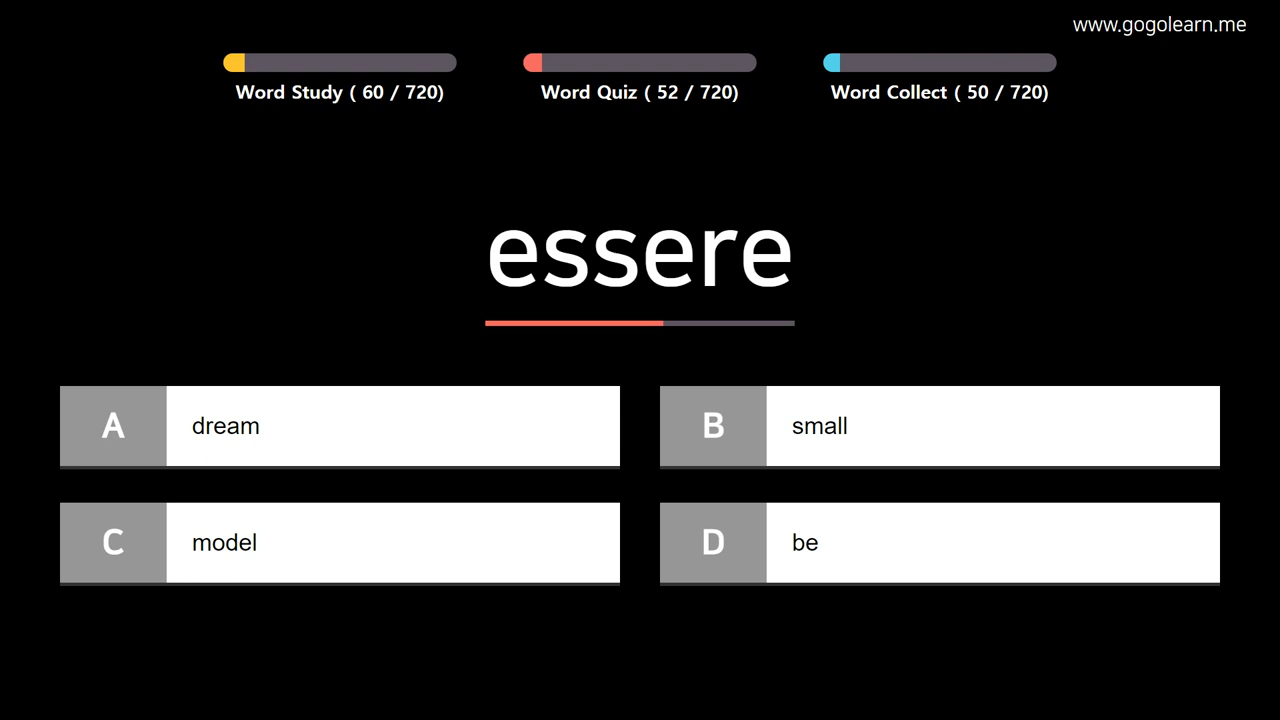 www.gogolearn.me
Word Study ( 60 / 720)
Word Quiz ( 52 / 720)
Word Collect ( 50 / 720)
essere
A dream
B small
C model
D be